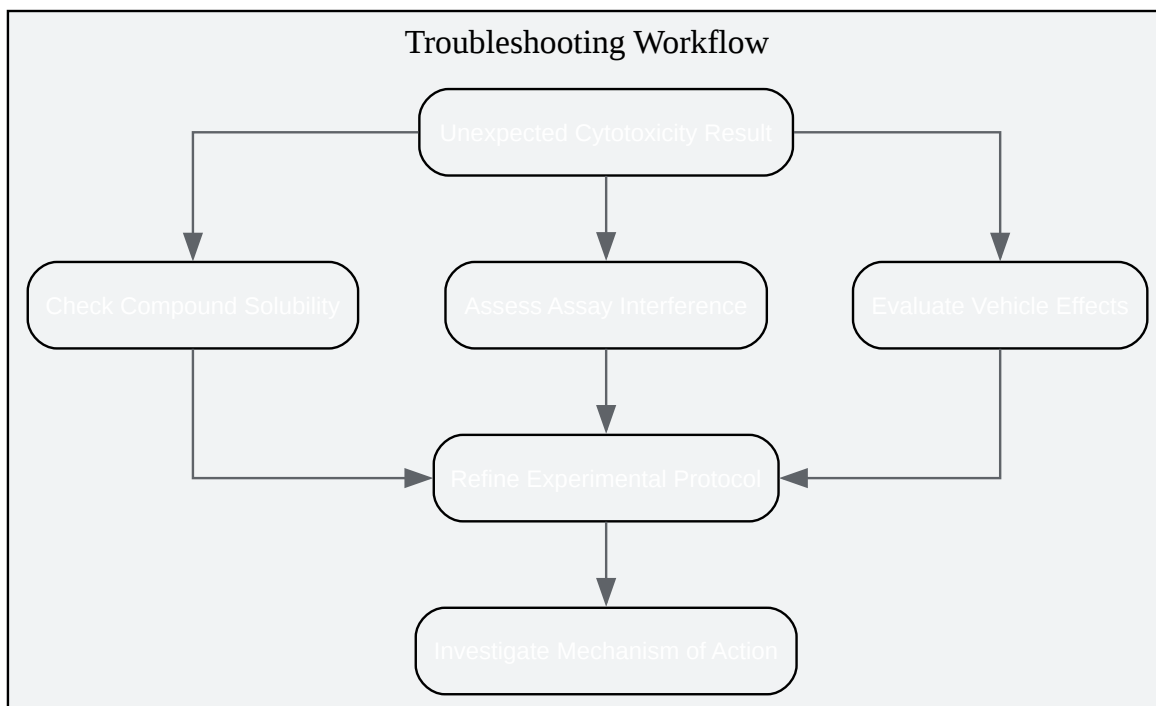 Troubleshooting Workflow
Unexpected Cytotoxicity Result
Check Compound Solubility
Assess Assay Interference
Evaluate Vehicle Effects
Refine Experimental Protocol
Investigate Mechanism of Action